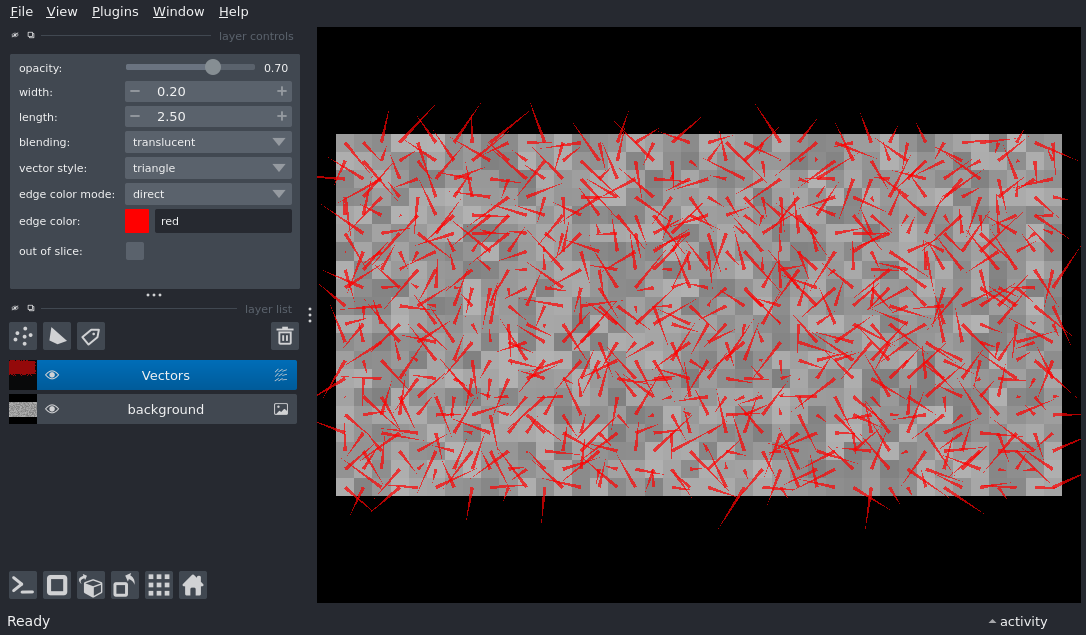 File View Plugins Window Help
layer controls
opacity: 0.70
width: − 0.20 +
length: − 2.50 +
blending: translucent
vector style: triangle
edge color mode: direct
edge color: red
out of slice:
layer list
Vectors
background
Ready
activity